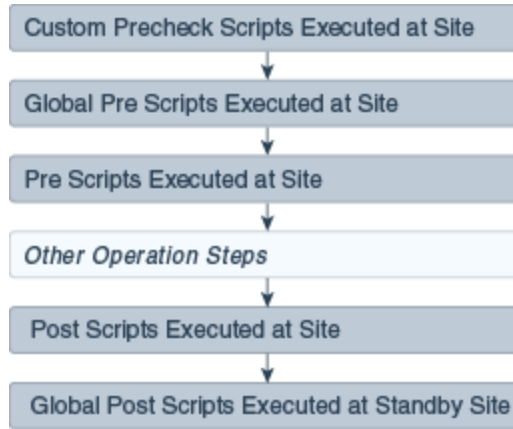 Custom Precheck Scripts Executed at Site
Global Pre Scripts Executed at Site
Pre Scripts Executed at Site
Other Operation Steps
Post Scripts Executed at Site
Global Post Scripts Executed at Standby Site